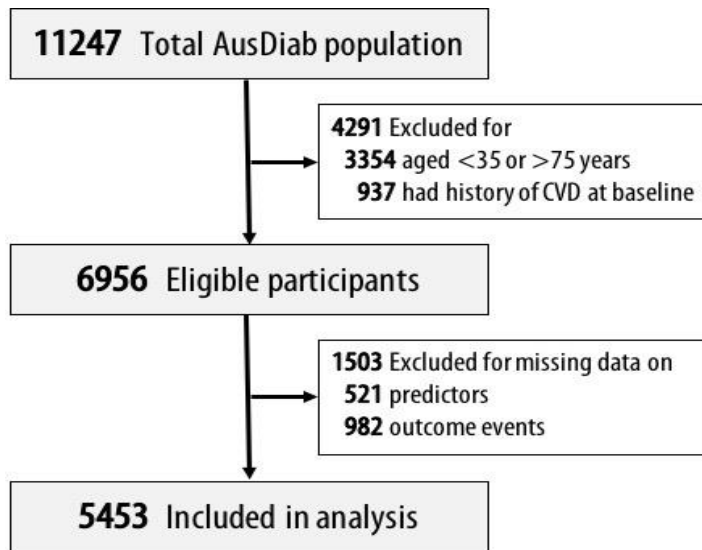 11247 Total AusDiab population
4291 Excluded for
3354 aged <35 or >75 years
937 had history of CVD at baseline
6956 Eligible participants
1503 Excluded for missing data on
521 predictors
982 outcome events
5453 Included in analysis